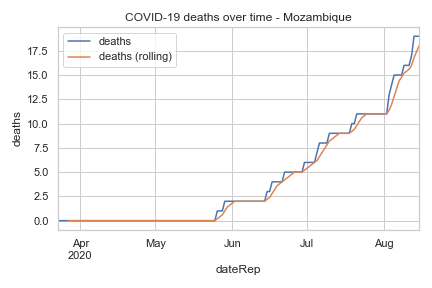 COVID-19 deaths over time - Mozambique
deaths
deaths (rolling)
17.5
15.0
12.5
10.0
7.5
5.0
2.5
0.0
deaths
Apr
2020
May
Jun
Jul
Aug
dateRep